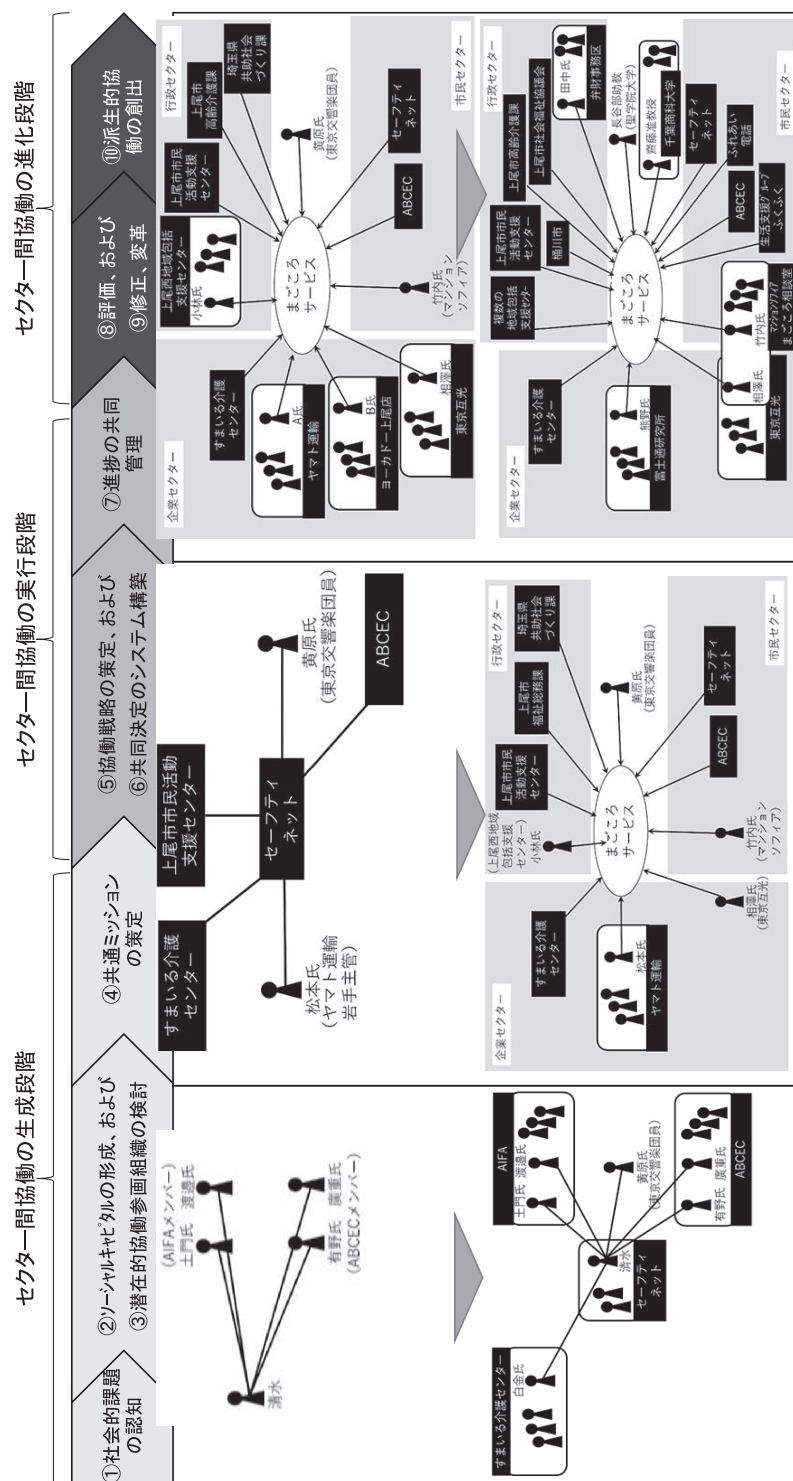 セクター間協働の生成段階
セクター間協働の実行段階
セクター間協働の進化段階
①社会的課題
の認知
②ソーシャルキャピタルの形成、および
③潜在的協働参画組織の検討
④共通ミッション
の策定
⑤協働戦略の策定、および
⑥共同決定のシステム構築
⑦進捗の共同
管理
⑧評価、および
⑨修正、変革
⑩派生的協
働の創出
清水
(AIFAメンバー)
土門氏 渡邉氏
有野氏 廣重氏
(ABCECメンバー)
すまいる介護センター
白金氏
清水
セーフティ
ネット
AIFA
土門氏 渡邉氏
黄原氏
(東京交響楽団員)
有野氏 廣重氏
ABCEC
すまいる介護
センター
上尾市市民活動
支援センター
松本氏
(ヤマト運輸
岩手主管)
セーフティ
ネット
黄原氏
(東京交響楽団員)
ABCEC
企業セクター
行政セクター
市民セクター
すまいる介護
センター
松本氏
ヤマト運輸
相澤氏
(東京互光)
(上尾西地域
包括支援
センター)
小林氏
上尾市市民
活動支援
センター
上尾市
福祉総務課
埼玉県
共助社会
づくり課
まごころ
サービス
黄原氏
(東京交響楽団員)
セーフティ
ネット
ABCEC
竹内氏
(マンション
ソフィア)
企業セクター
行政セクター
市民セクター
すまいる介護
センター
A氏
ヤマト運輸
B氏
ヨーカドー上尾店
相澤氏
東京互光
上尾西地域包括
支援センター
小林氏
上尾市市民
活動支援
センター
上尾市
高齢介護課
埼玉県
共助社会
づくり課
まごころ
サービス
黄原氏
(東京交響楽団員)
セーフティ
ネット
ABCEC
竹内氏
(マンション
ソフィア)
企業セクター
行政セクター
市民セクター
すまいる介護
センター
熊野氏
富士通研究所
相澤氏
東京互光
複数の
地域包括
支援センター
上尾市市民
活動支援
センター
桶川市
上尾市高齢介護課
上尾市社会福祉協議会
田中氏
弁財事務区
まごころ
サービス
長谷部助教
(聖学院大学)
齋藤准教授
千葉商科大学
セーフティ
ネット
ふれあい
電話
ABCEC
生活支援グループ
ふくふく
竹内氏
マンションソフィア
まごころ相談室